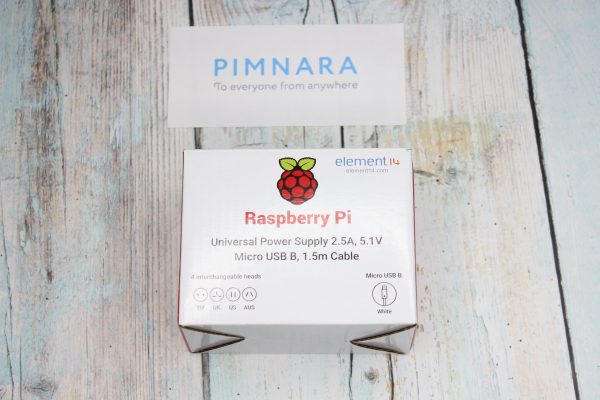 PIMNARA
To everyone from anywhere
element14
element14.com
Raspberry Pi
Universal Power Supply 2.5A, 5.1V
Micro USB B, 1.5m Cable
4 interchangeable heads
Micro USB B
EU UK US AUS
White